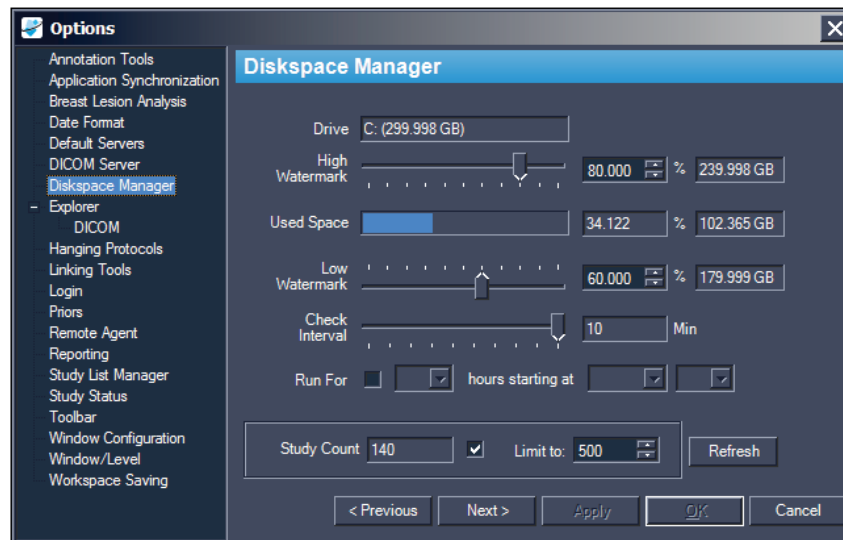 Options
Annotation Tools
Application Synchronization
Breast Lesion Analysis
Date Format
Default Servers
DICOM Server
Diskspace Manager
Explorer
DICOM
Hanging Protocols
Linking Tools
Login
Priors
Remote Agent
Reporting
Study List Manager
Study Status
Toolbar
Window Configuration
Window/Level
Workspace Saving
Diskspace Manager
Drive C: (299.998 GB)
High
Watermark 80.000 % 239.998 GB
Used Space 34.122 % 102.365 GB
Low
Watermark 60.000 % 179.999 GB
Check
Interval 10 Min
Run For hours starting at
Study Count 140 Limit to: 500 Refresh
< Previous Next > Apply OK Cancel